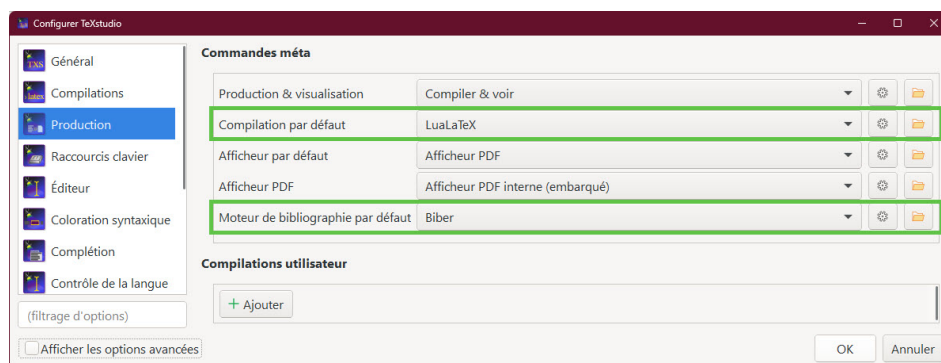 Configurer TeXstudio
Général
Compilations
Production
Raccourcis clavier
Éditeur
Coloration syntaxique
Complétion
Contrôle de la langue
(filtrage d'options)
Afficher les options avancées
Commandes méta
Production & visualisation Compiler & voir
Compilation par défaut LuaLaTeX
Afficheur par défaut Afficheur PDF
Afficheur PDF Afficheur PDF interne (embarqué)
Moteur de bibliographie par défaut Biber
Compilations utilisateur
+ Ajouter
OK Annuler